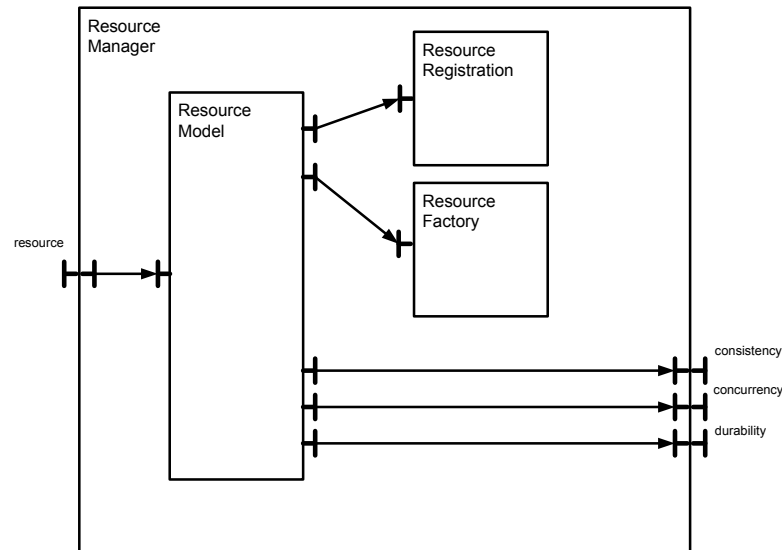 Resource
Manager
Resource
Registration
Resource
Model
Resource
Factory
resource
consistency
concurrency
durability